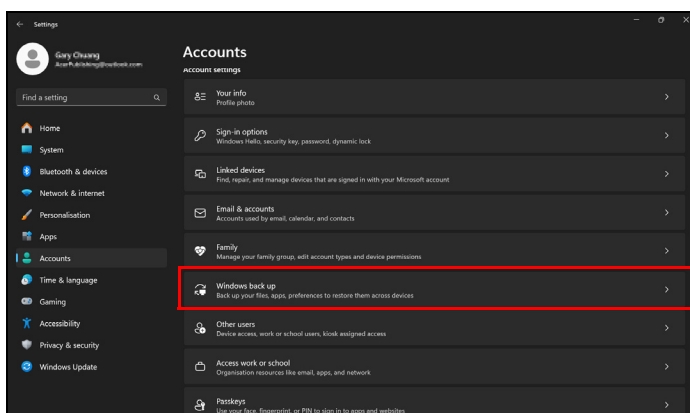 Settings
Gary Chuang
Accounts
Account settings
Find a setting
Home
System
Bluetooth & devices
Network & internet
Personalisation
Apps
Accounts
Time & language
Gaming
Accessibility
Privacy & security
Windows Update
Your info
Profile photo
Sign-in options
Windows Hello, security key, password, dynamic lock
Linked devices
Find, repair, and manage devices that are signed in with your Microsoft account
Email & accounts
Accounts used by email, calendar, and contacts
Family
Manage your family group, edit account types and device permissions
Windows back up
Back up your files, apps, preferences to restore them across devices
Other users
Device access, work or school users, kiosk assigned access
Access work or school
Organisation resources like email, apps, and network
Passkeys
Use your face, fingerprint, or PIN to sign in to apps and websites